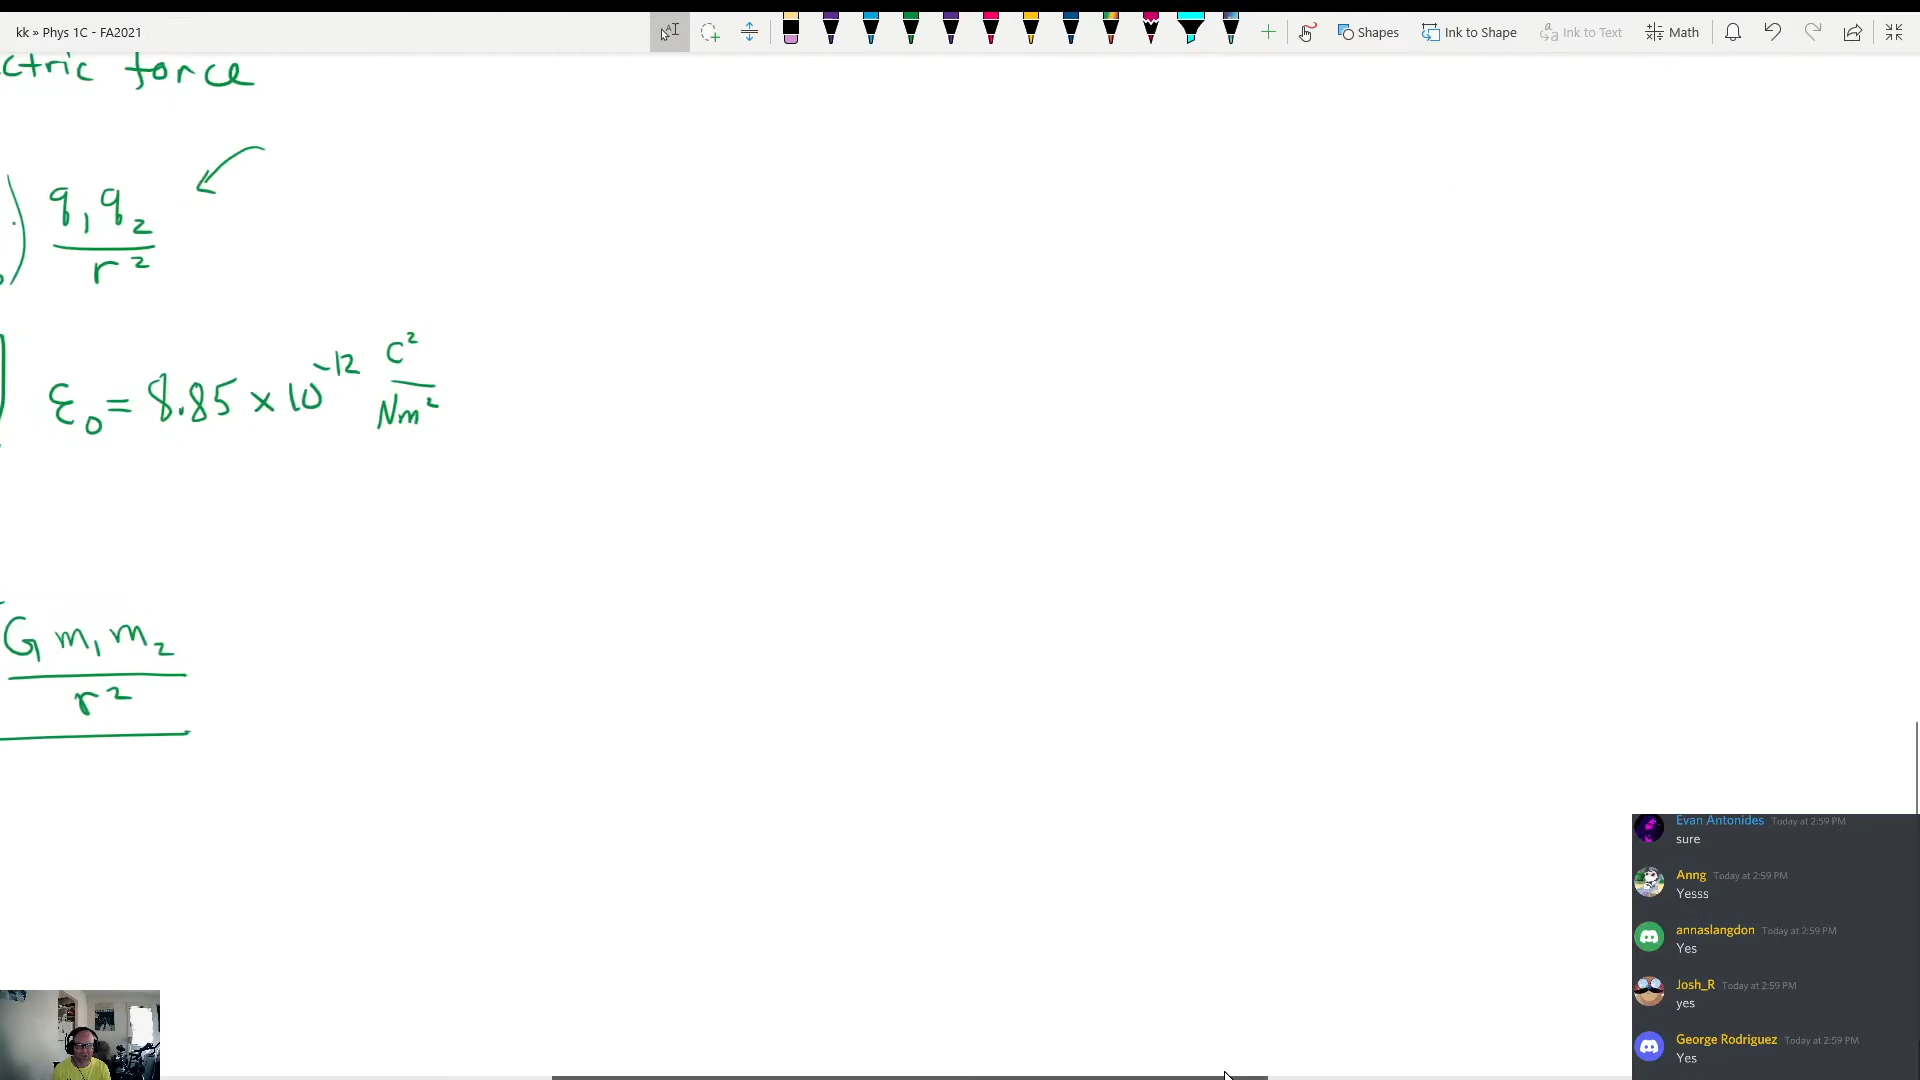 kk » Phys 1C - FA2021
Shapes
Ink to Shape
Ink to Text
Math
ctric force
) q₁q₂
r²
ε₀ = 8.85 × 10⁻¹² C²
Nm²
G m₁ m₂
r²
Evan Antonides Today at 2:59 PM
sure
Anng Today at 2:59 PM
Yesss
annaslangdon Today at 2:59 PM
Yes
Josh_R Today at 2:59 PM
yes
George Rodriguez Today at 2:59 PM
Yes